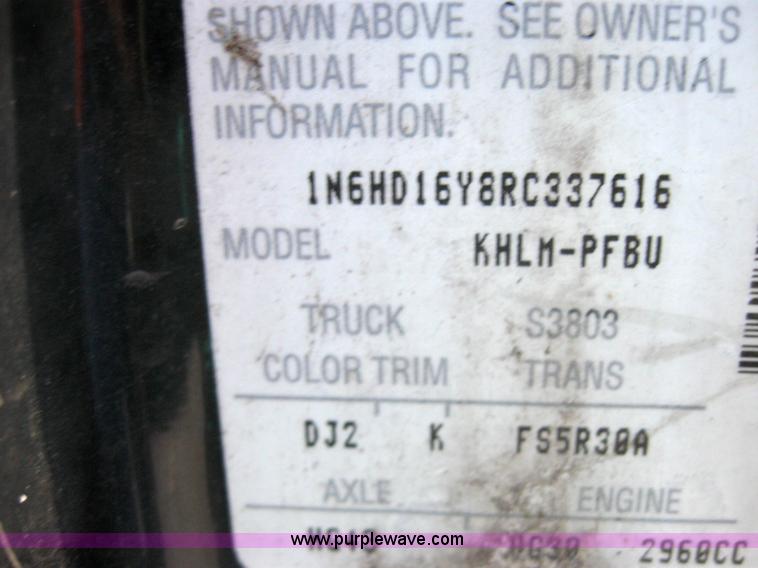 SHOWN ABOVE. SEE OWNER'S
MANUAL FOR ADDITIONAL
INFORMATION.
1N6HD16Y8RC337616
MODEL KHLM-PFBU
TRUCK S3803
COLOR TRIM TRANS
DJ2 K FS5R30A
AXLE ENGINE
VG30 2960CC
www.purplewave.com